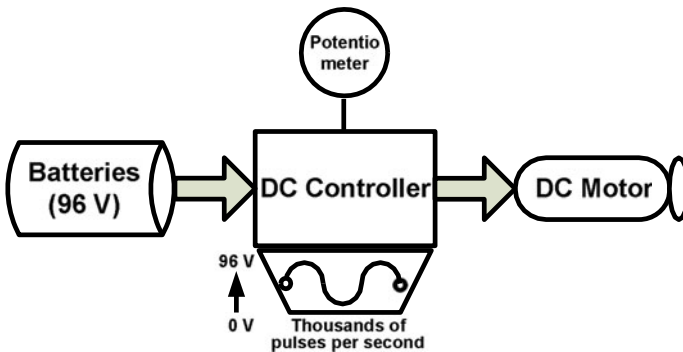 Potentio
meter
Batteries
(96 V)
DC Controller
DC Motor
96 V
0 V
Thousands of
pulses per second